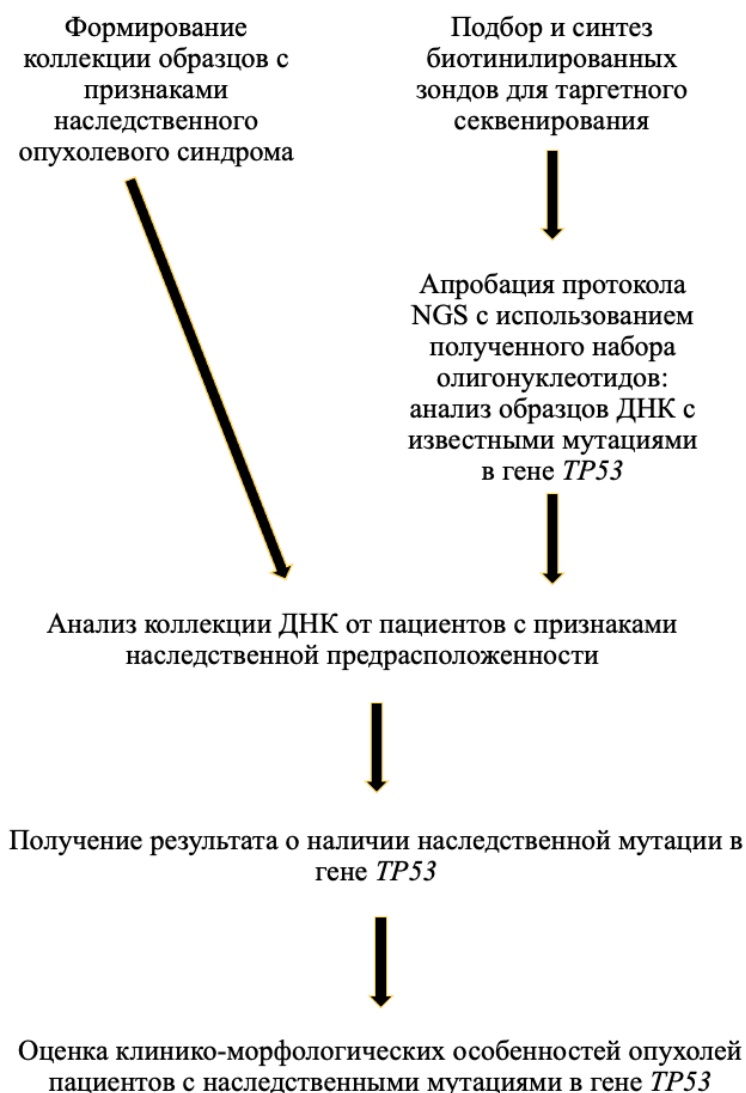 Формирование
коллекции образцов с
признаками
наследственного
опухолевого синдрома
Подбор и синтез
биотинилированных
зондов для таргетного
секвенирования
Апробация протокола
NGS с использованием
полученного набора
олигонуклеотидов:
анализ образцов ДНК с
известными мутациями
в гене TP53
Анализ коллекции ДНК от пациентов с признаками
наследственной предрасположенности
Получение результата о наличии наследственной мутации в
гене TP53
Оценка клинико-морфологических особенностей опухолей
пациентов с наследственными мутациями в гене TP53